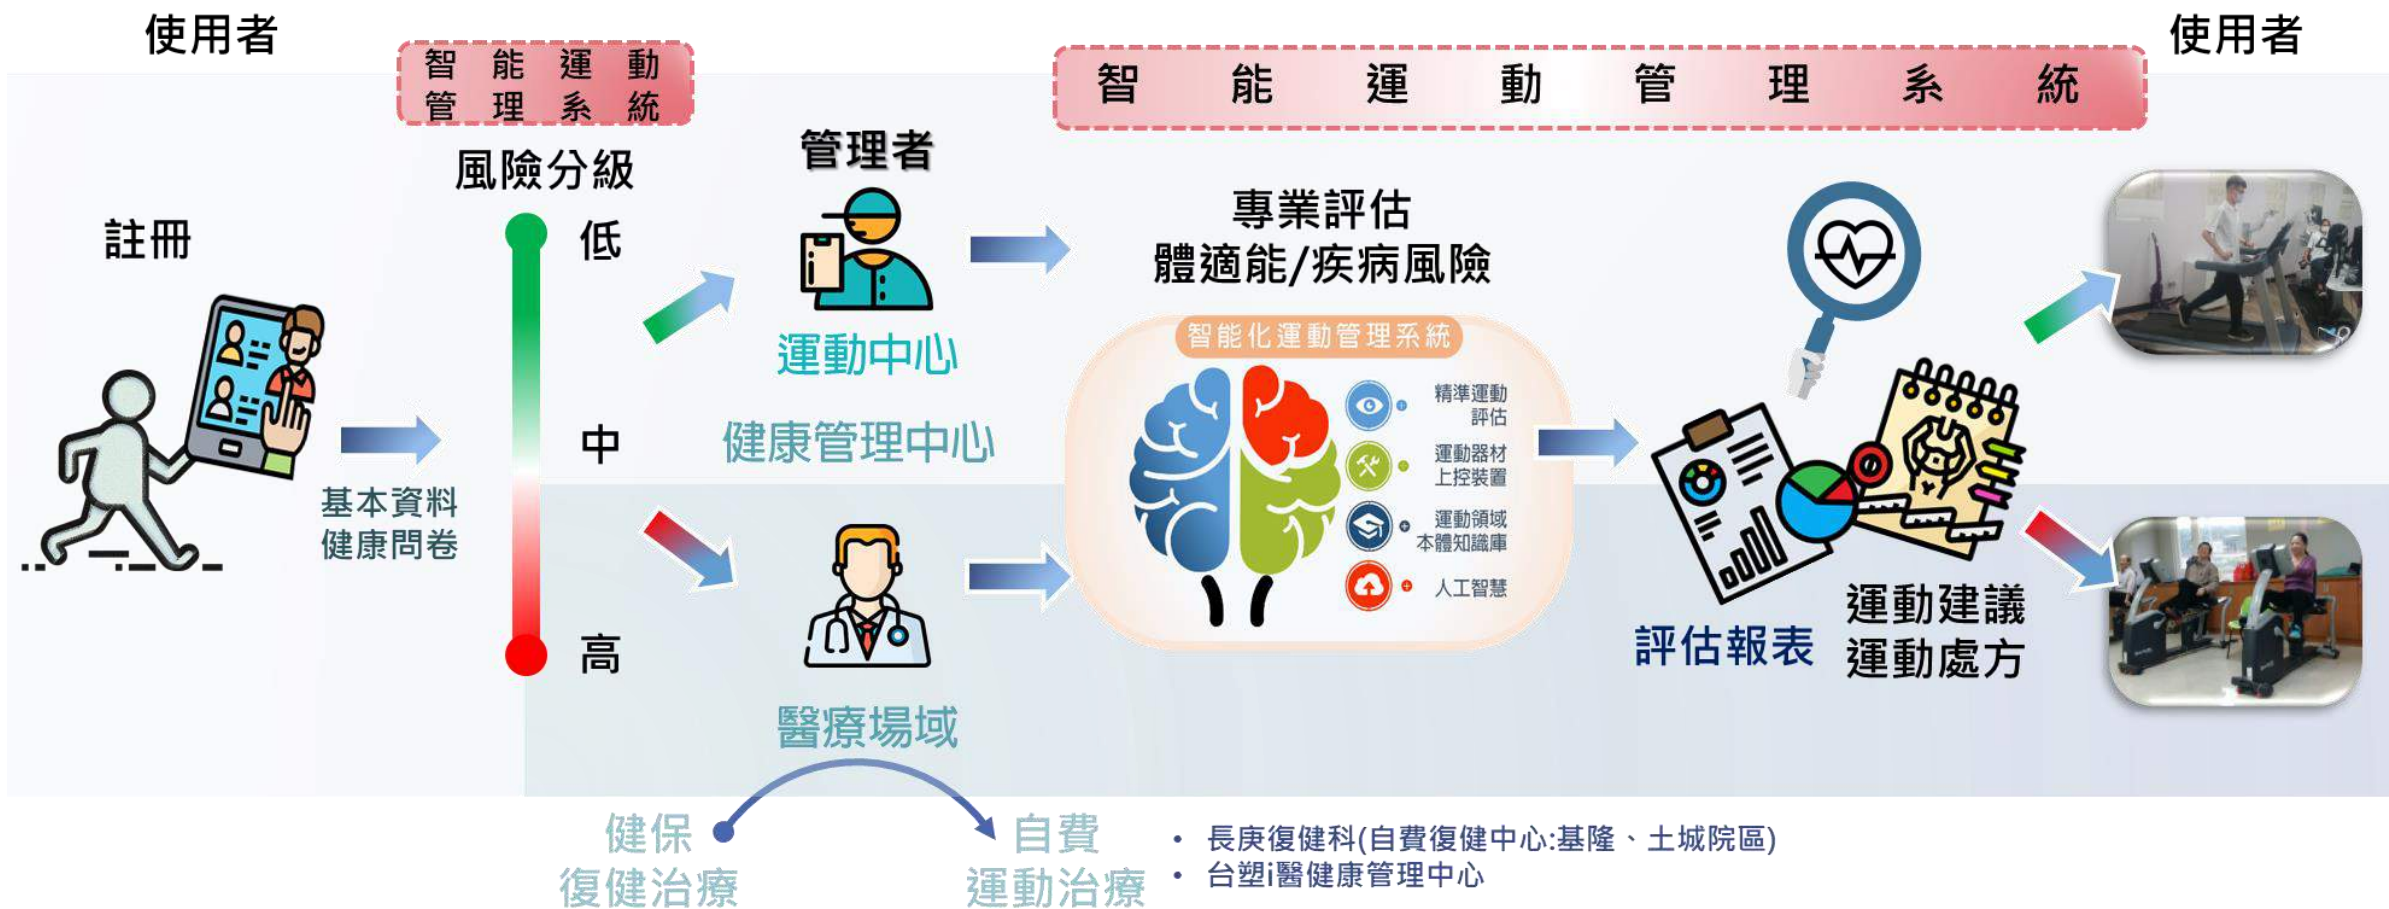 使用者
智能運動
管理系統
風險分級
低
中
高
註冊
基本資料
健康問卷
管理者
運動中心
健康管理中心
醫療場域
健保
復健治療
自費
運動治療
智能運動管理系統
專業評估
體適能/疾病風險
智能化運動管理系統
精準運動
評估
運動器材
上控裝置
運動領域
本體知識庫
人工智慧
評估報表
運動建議
運動處方
使用者
• 長庚復健科(自費復健中心:基隆、土城院區)
• 台塑i醫健康管理中心